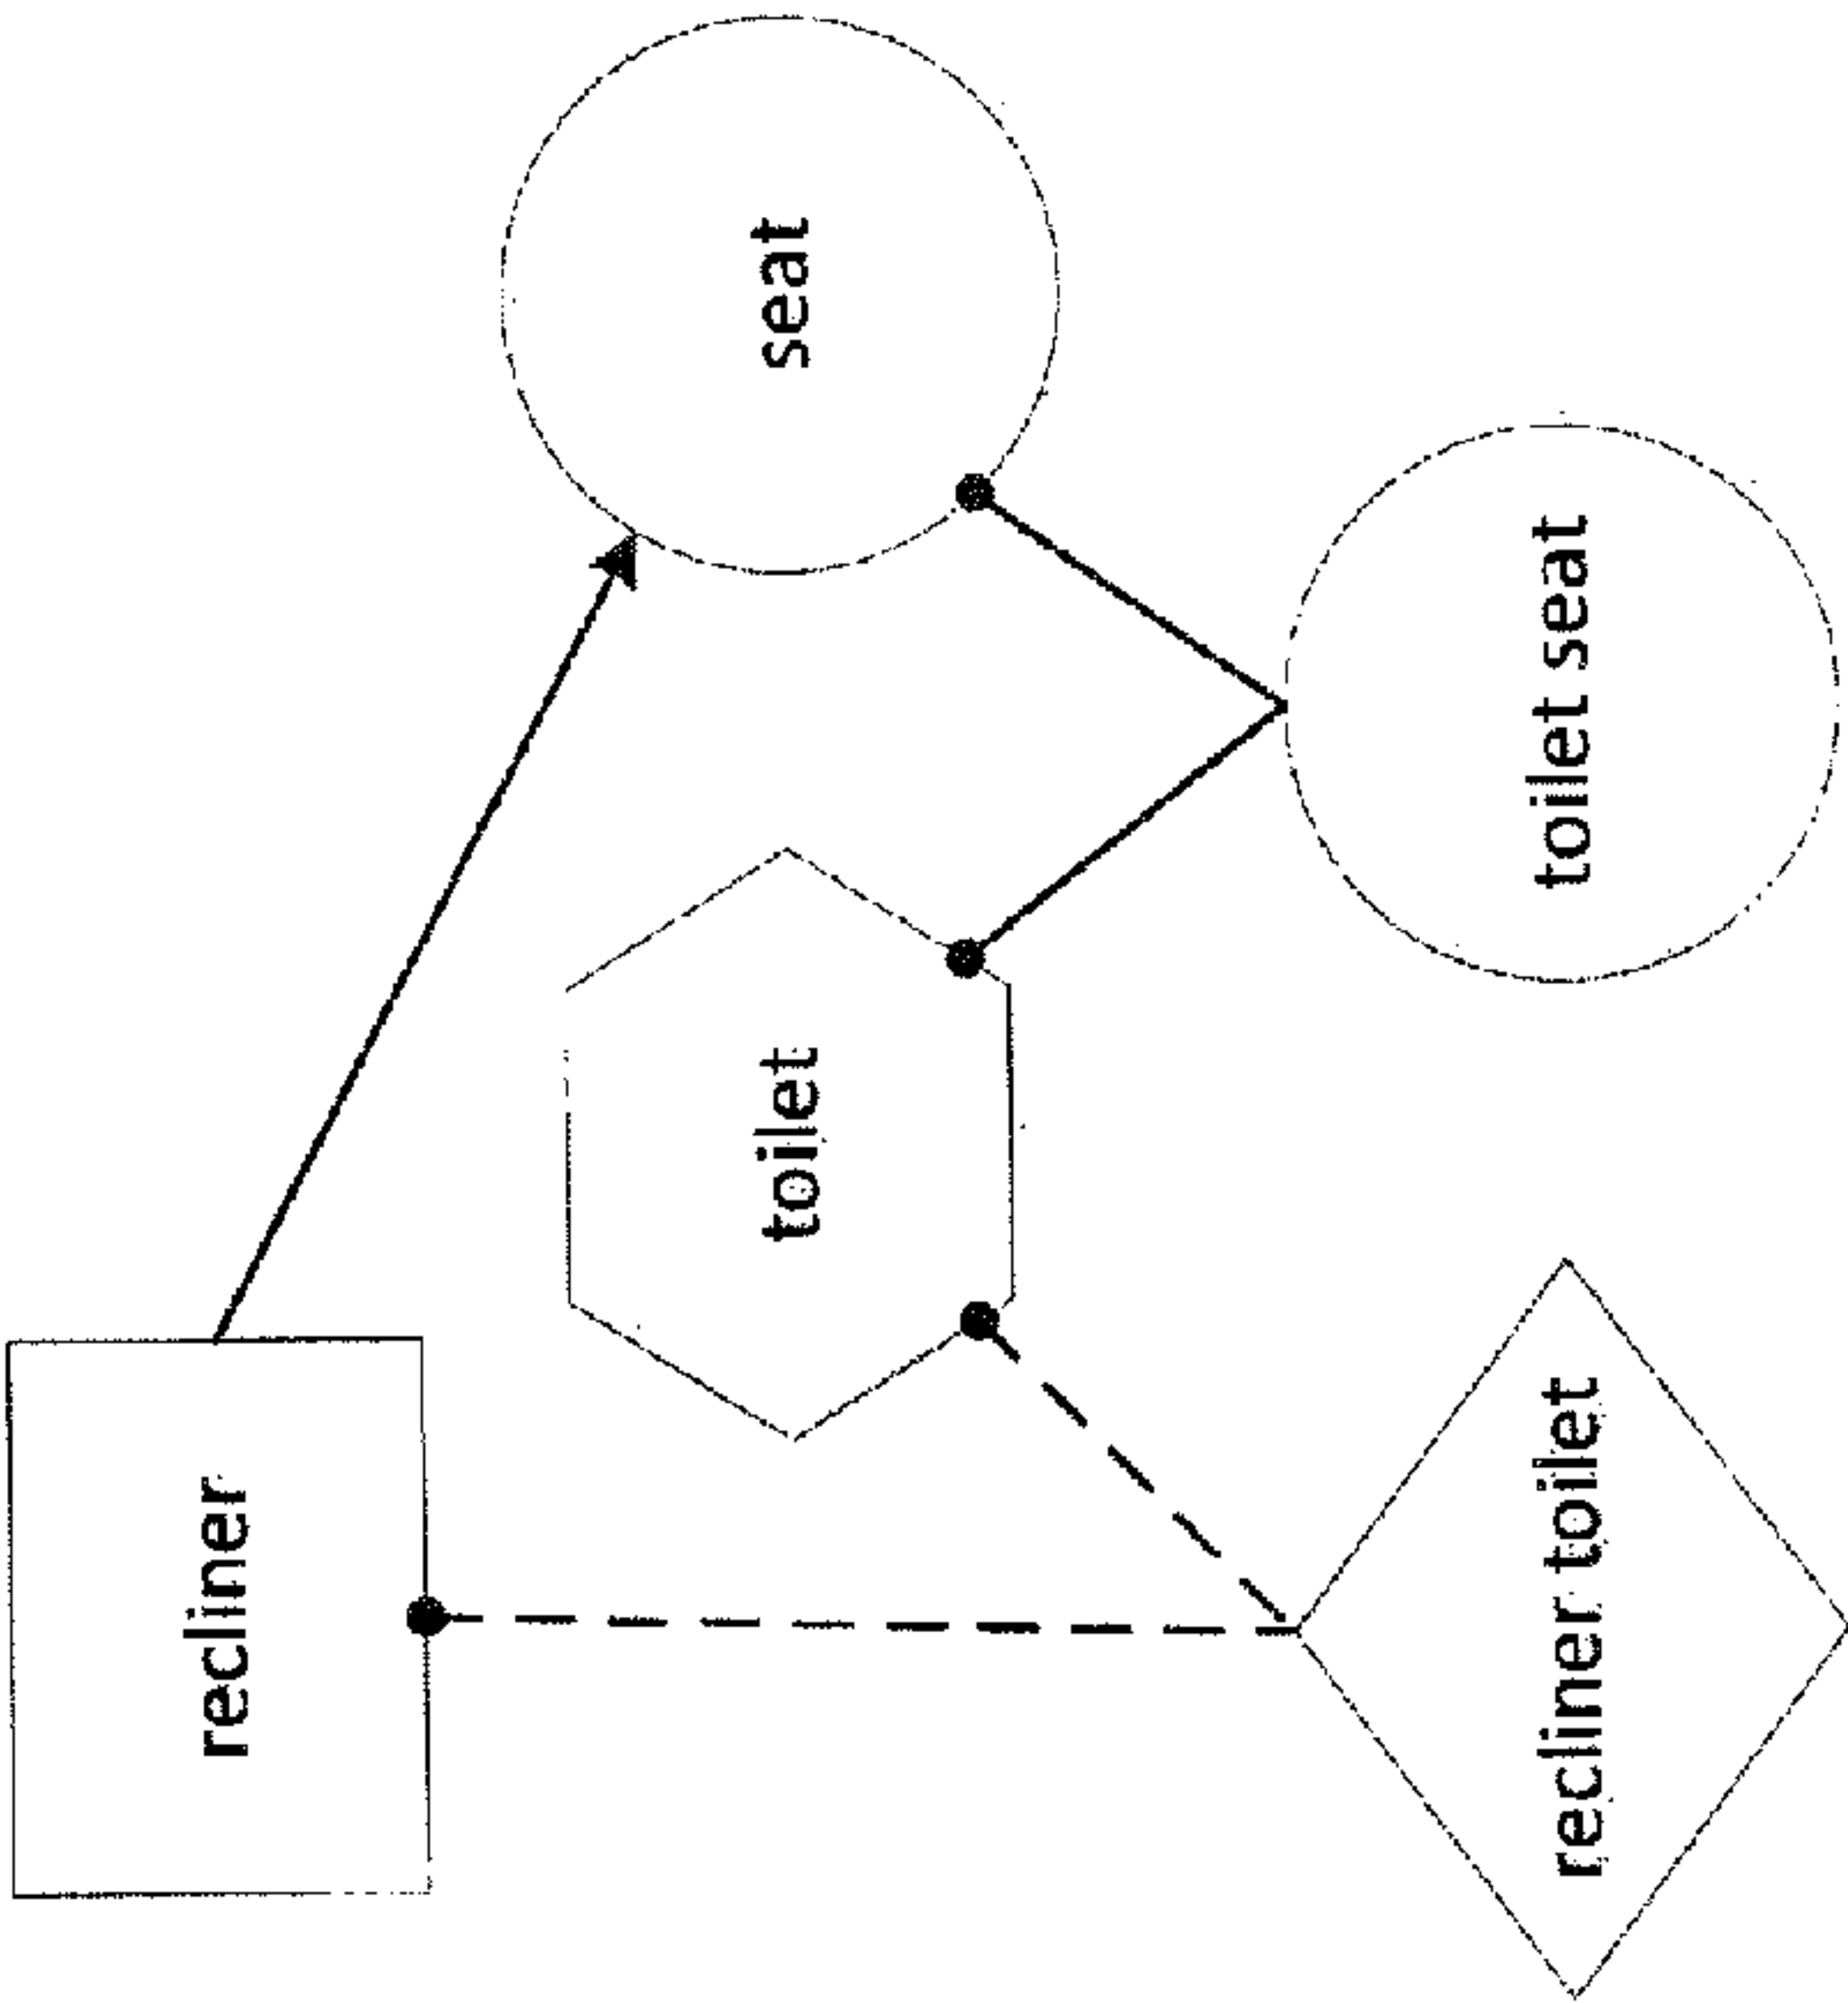 recliner
toilet
seat
recliner toilet
toilet seat